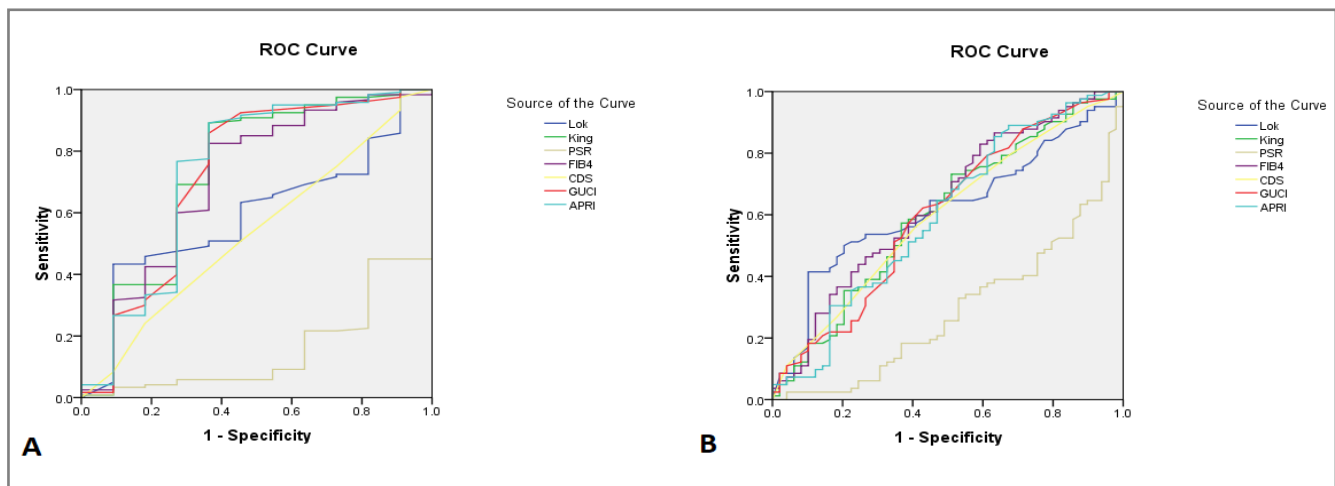 ROC Curve
Sensitivity
1.0
0.8
0.6
0.4
0.2
0.0
0.0 0.2 0.4 0.6 0.8 1.0
1 - Specificity
Source of the Curve
Lok
King
PSR
FIB4
CDS
GUCI
APRI
A
ROC Curve
Sensitivity
1.0
0.8
0.6
0.4
0.2
0.0
0.0 0.2 0.4 0.6 0.8 1.0
1 - Specificity
Source of the Curve
Lok
King
PSR
FIB4
CDS
GUCI
APRI
B